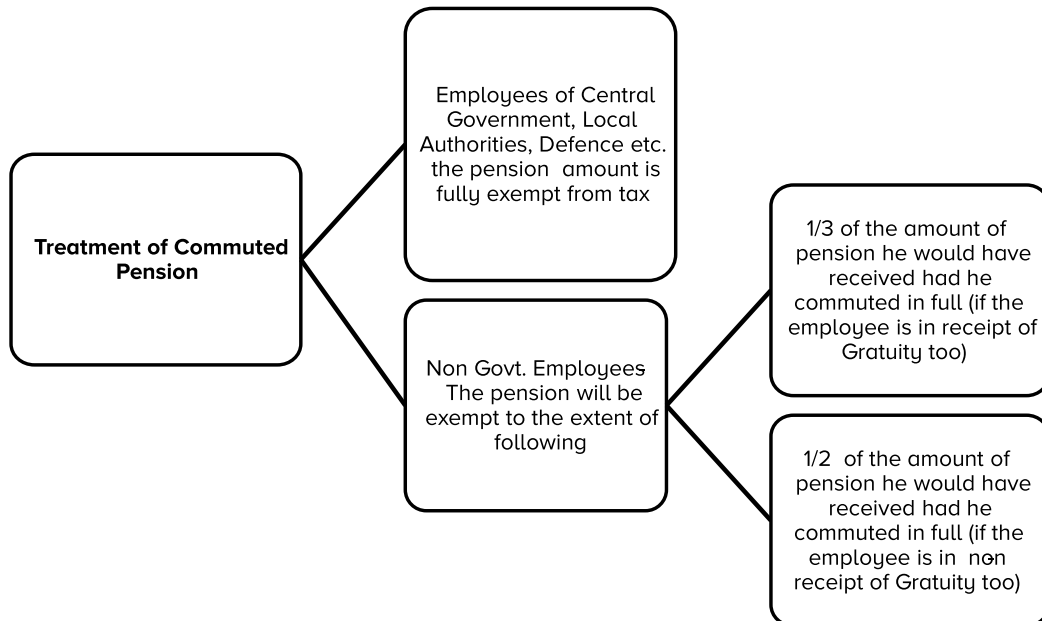 Treatment of Commuted
Pension
Employees of Central
Government, Local
Authorities, Defence etc.
the pension amount is
fully exempt from tax
Non Govt. Employees-
The pension will be
exempt to the extent of
following
1/3 of the amount of
pension he would have
received had he
commuted in full (if the
employee is in receipt of
Gratuity too)
1/2 of the amount of
pension he would have
received had he
commuted in full (if the
employee is in non-
receipt of Gratuity too)